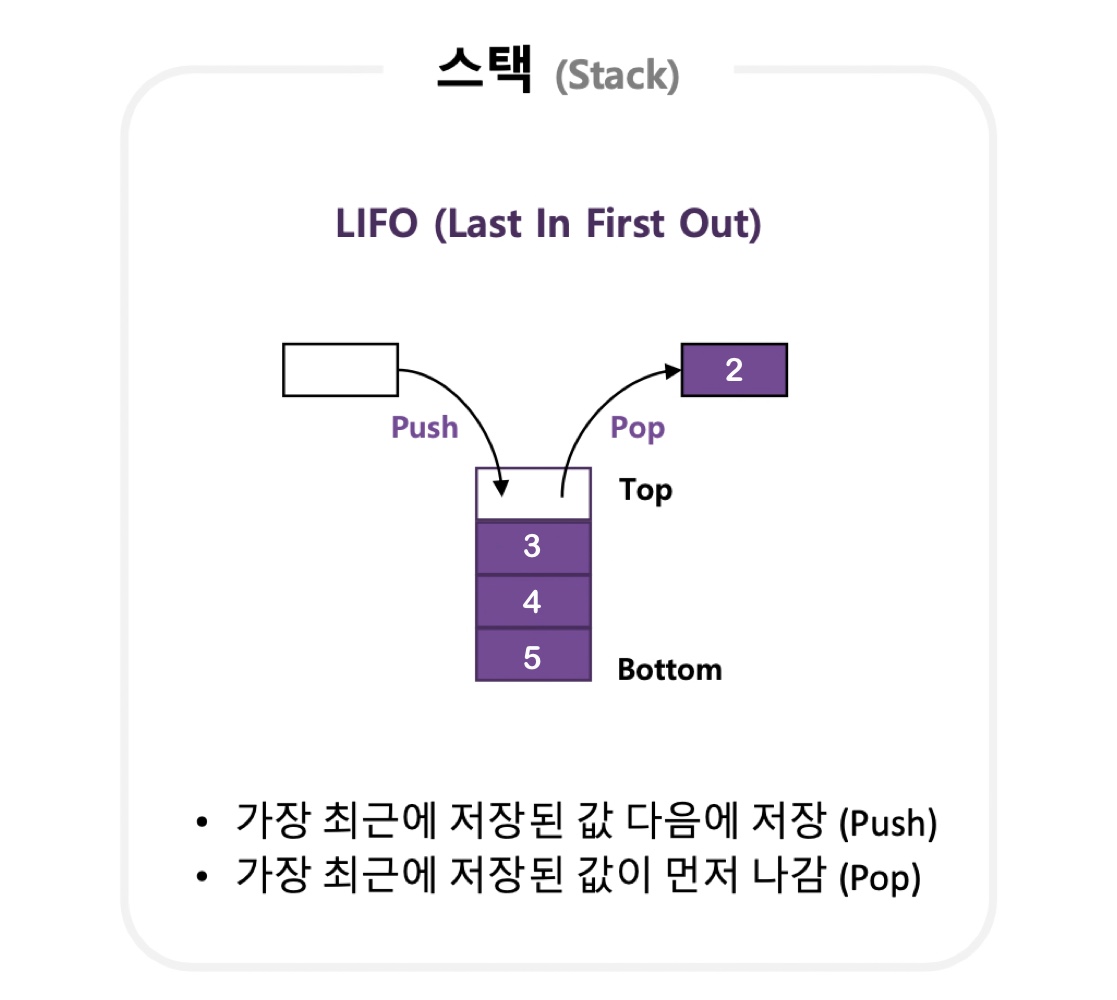 스택 (Stack)
LIFO (Last In First Out)
2
Push
Pop
Top
3
4
5
Bottom
• 가장 최근에 저장된 값 다음에 저장 (Push)
• 가장 최근에 저장된 값이 먼저 나감 (Pop)